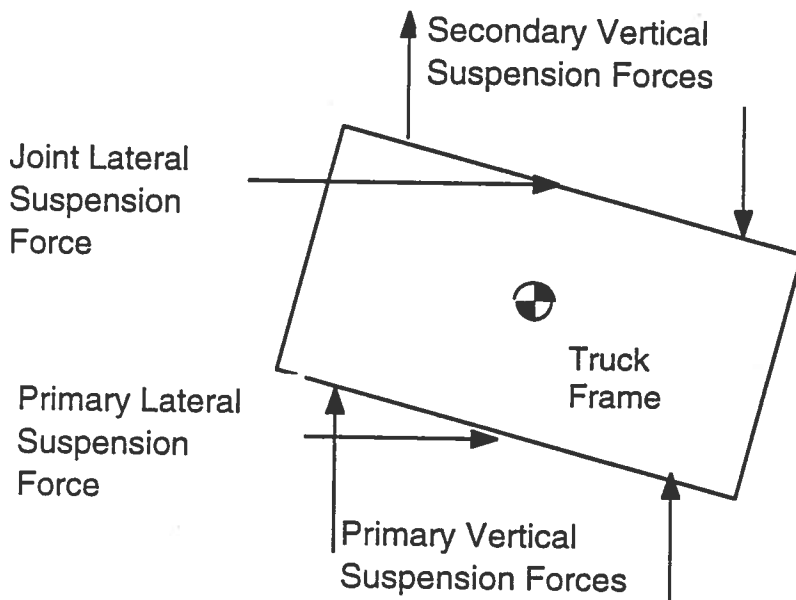 Secondary Vertical
Suspension Forces
Joint Lateral
Suspension
Force
Truck
Frame
Primary Lateral
Suspension
Force
Primary Vertical
Suspension Forces